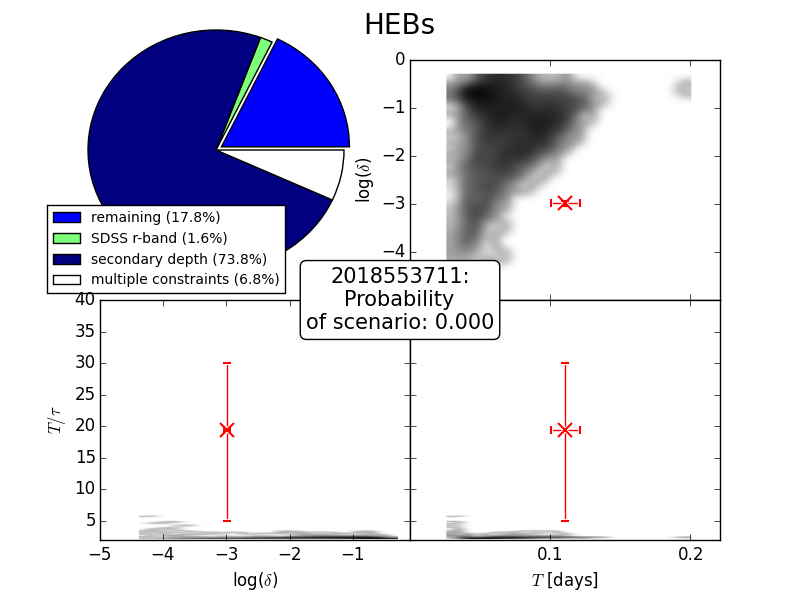 HEBs
remaining (17.8%)
SDSS r-band (1.6%)
secondary depth (73.8%)
multiple constraints (6.8%)
0
−1
−2
−3
−4
log(δ)
2018553711:
Probability
of scenario: 0.000
40
35
30
25
20
15
10
5
T/τ
−5 −4 −3 −2 −1
log(δ)
0.1 0.2
T [days]